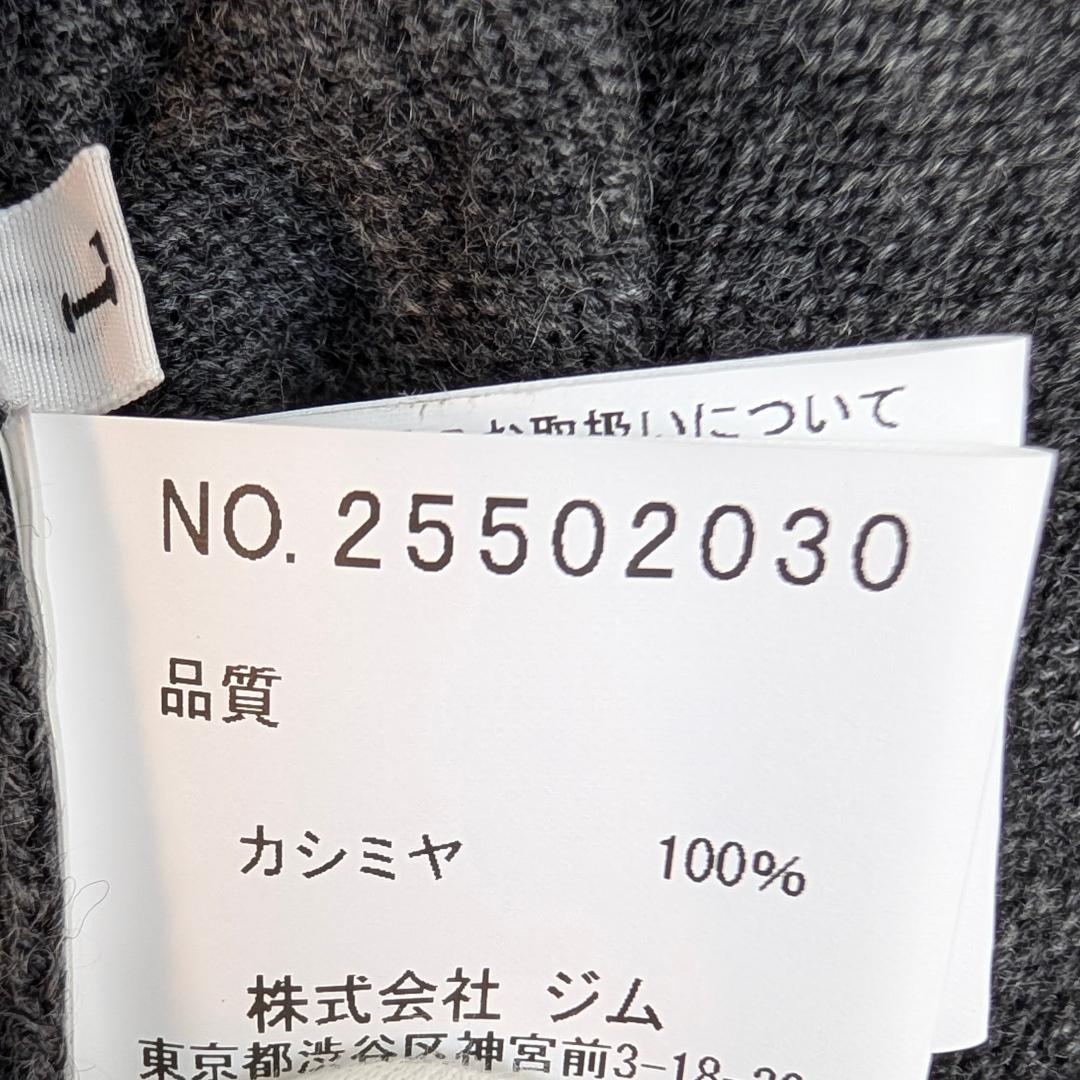 L
お取扱いについて
NO. 25502030
品質
カシミヤ 100%
株式会社 ジム
東京都渋谷区神宮前3-18-